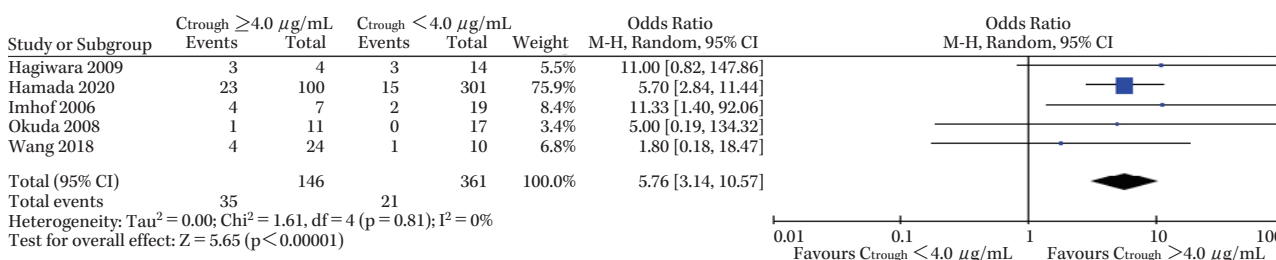 Ctrough ≥4.0 μg/mL Ctrough <4.0 μg/mL Odds Ratio Odds Ratio
Study or Subgroup Events Total Events Total Weight M-H, Random, 95% CI M-H, Random, 95% CI
Hagiwara 2009 3 4 3 14 5.5% 11.00 [0.82, 147.86]
Hamada 2020 23 100 15 301 75.9% 5.70 [2.84, 11.44]
Imhof 2006 4 7 2 19 8.4% 11.33 [1.40, 92.06]
Okuda 2008 1 11 0 17 3.4% 5.00 [0.19, 134.32]
Wang 2018 4 24 1 10 6.8% 1.80 [0.18, 18.47]
Total (95% CI) 146 361 100.0% 5.76 [3.14, 10.57]
Total events 35 21
Heterogeneity: Tau² = 0.00; Chi² = 1.61, df = 4 (p = 0.81); I² = 0%
Test for overall effect: Z = 5.65 (p<0.00001)
0.01 0.1 1 10 100
Favours Ctrough <4.0 μg/mL Favours Ctrough >4.0 μg/mL